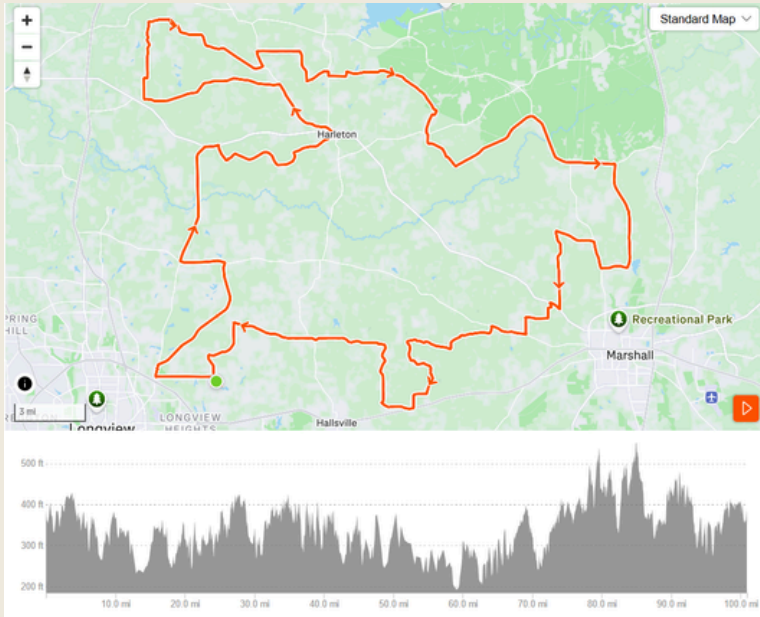 +
Standard Map
−
Harleton
PRING
HILL
Recreational Park
Marshall
i
3 mi
LONGVIEW
HEIGHTS
Hallsville
Longview
500 ft
400 ft
300 ft
200 ft
10.0 mi 20.0 mi 30.0 mi 40.0 mi 50.0 mi 60.0 mi 70.0 mi 80.0 mi 90.0 mi 100.0 mi